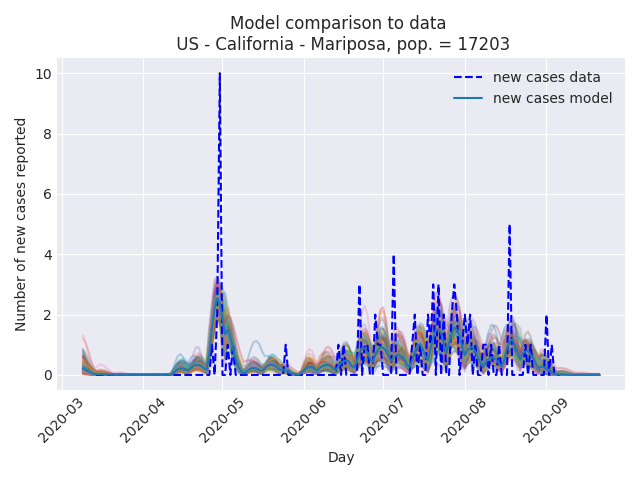 Model comparison to data
US - California - Mariposa, pop. = 17203
new cases data
new cases model
Number of new cases reported
10
8
6
4
2
0
2020-03
2020-04
2020-05
2020-06
2020-07
2020-08
2020-09
Day